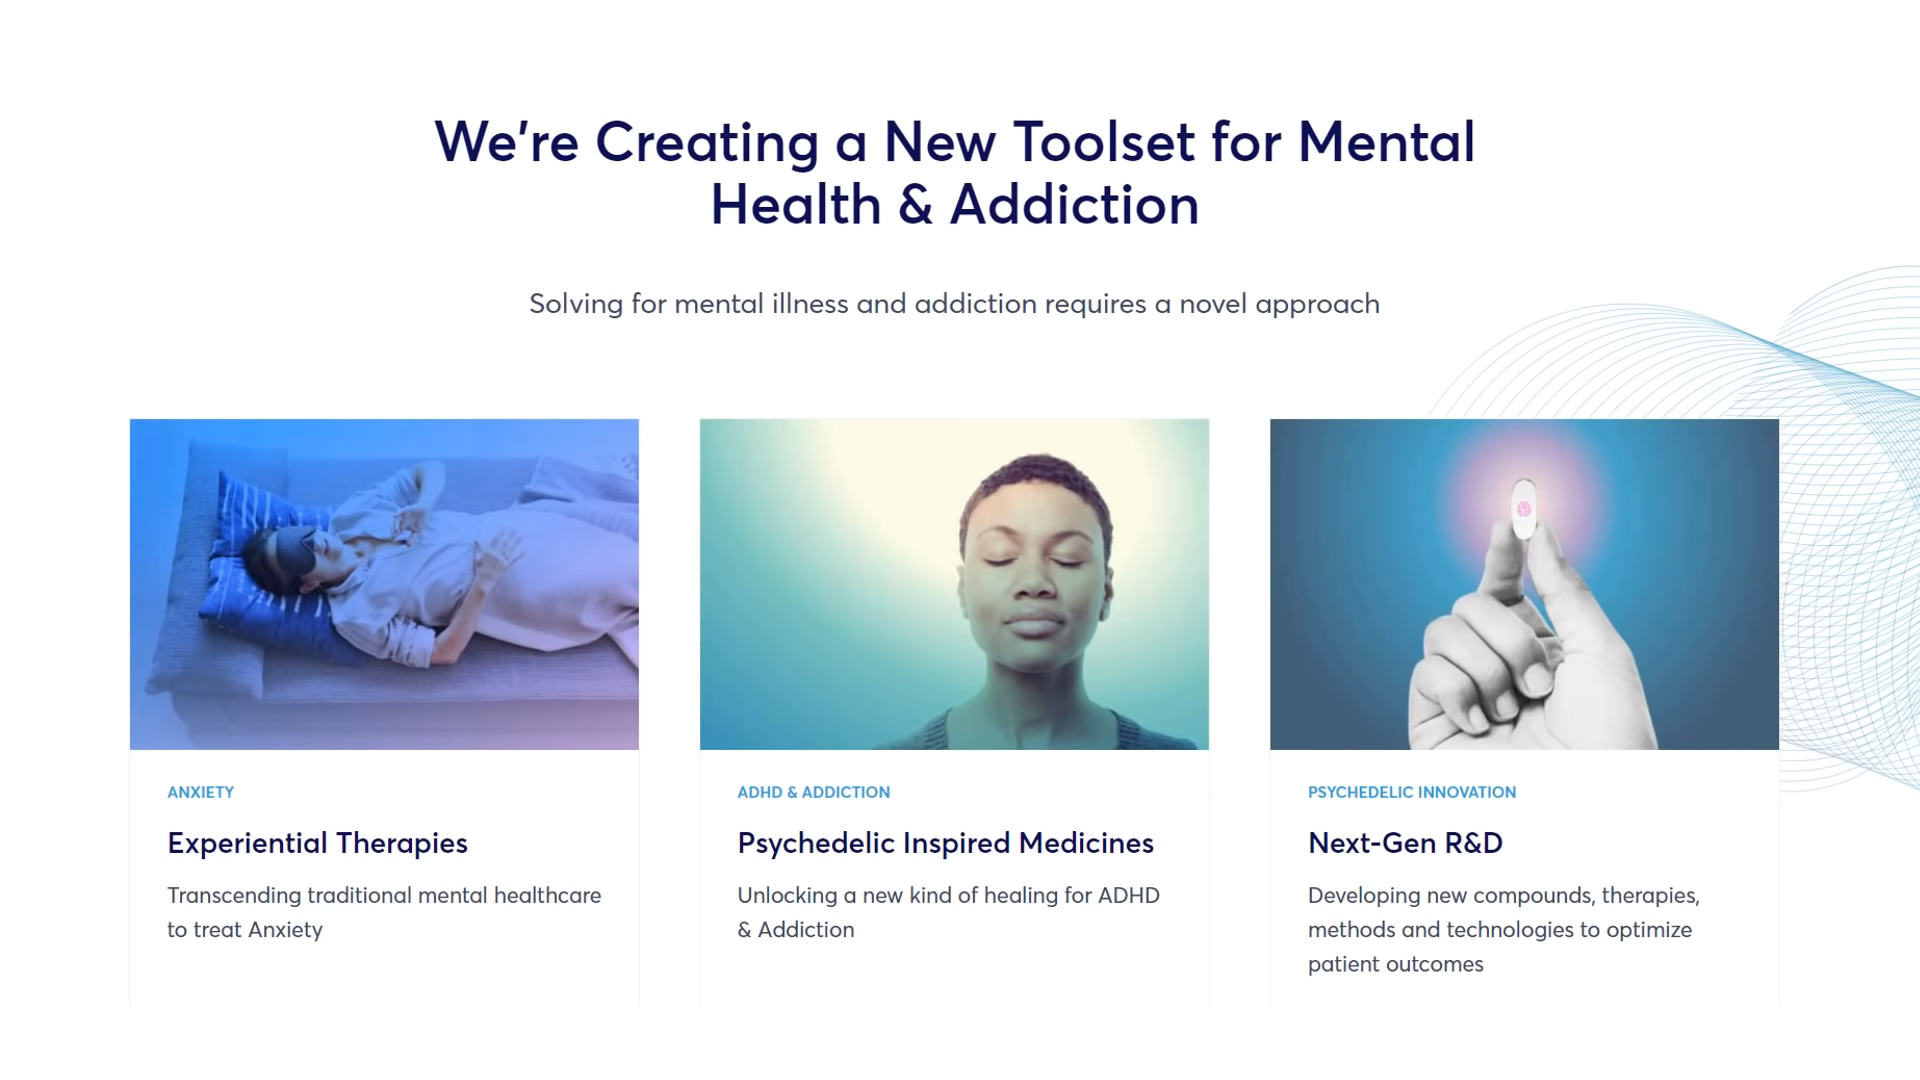 We're Creating a New Toolset for Mental
Health & Addiction
Solving for mental illness and addiction requires a novel approach
ANXIETY
Experiential Therapies
Transcending traditional mental healthcare
to treat Anxiety
ADHD & ADDICTION
Psychedelic Inspired Medicines
Unlocking a new kind of healing for ADHD
& Addiction
PSYCHEDELIC INNOVATION
Next-Gen R&D
Developing new compounds, therapies,
methods and technologies to optimize
patient outcomes